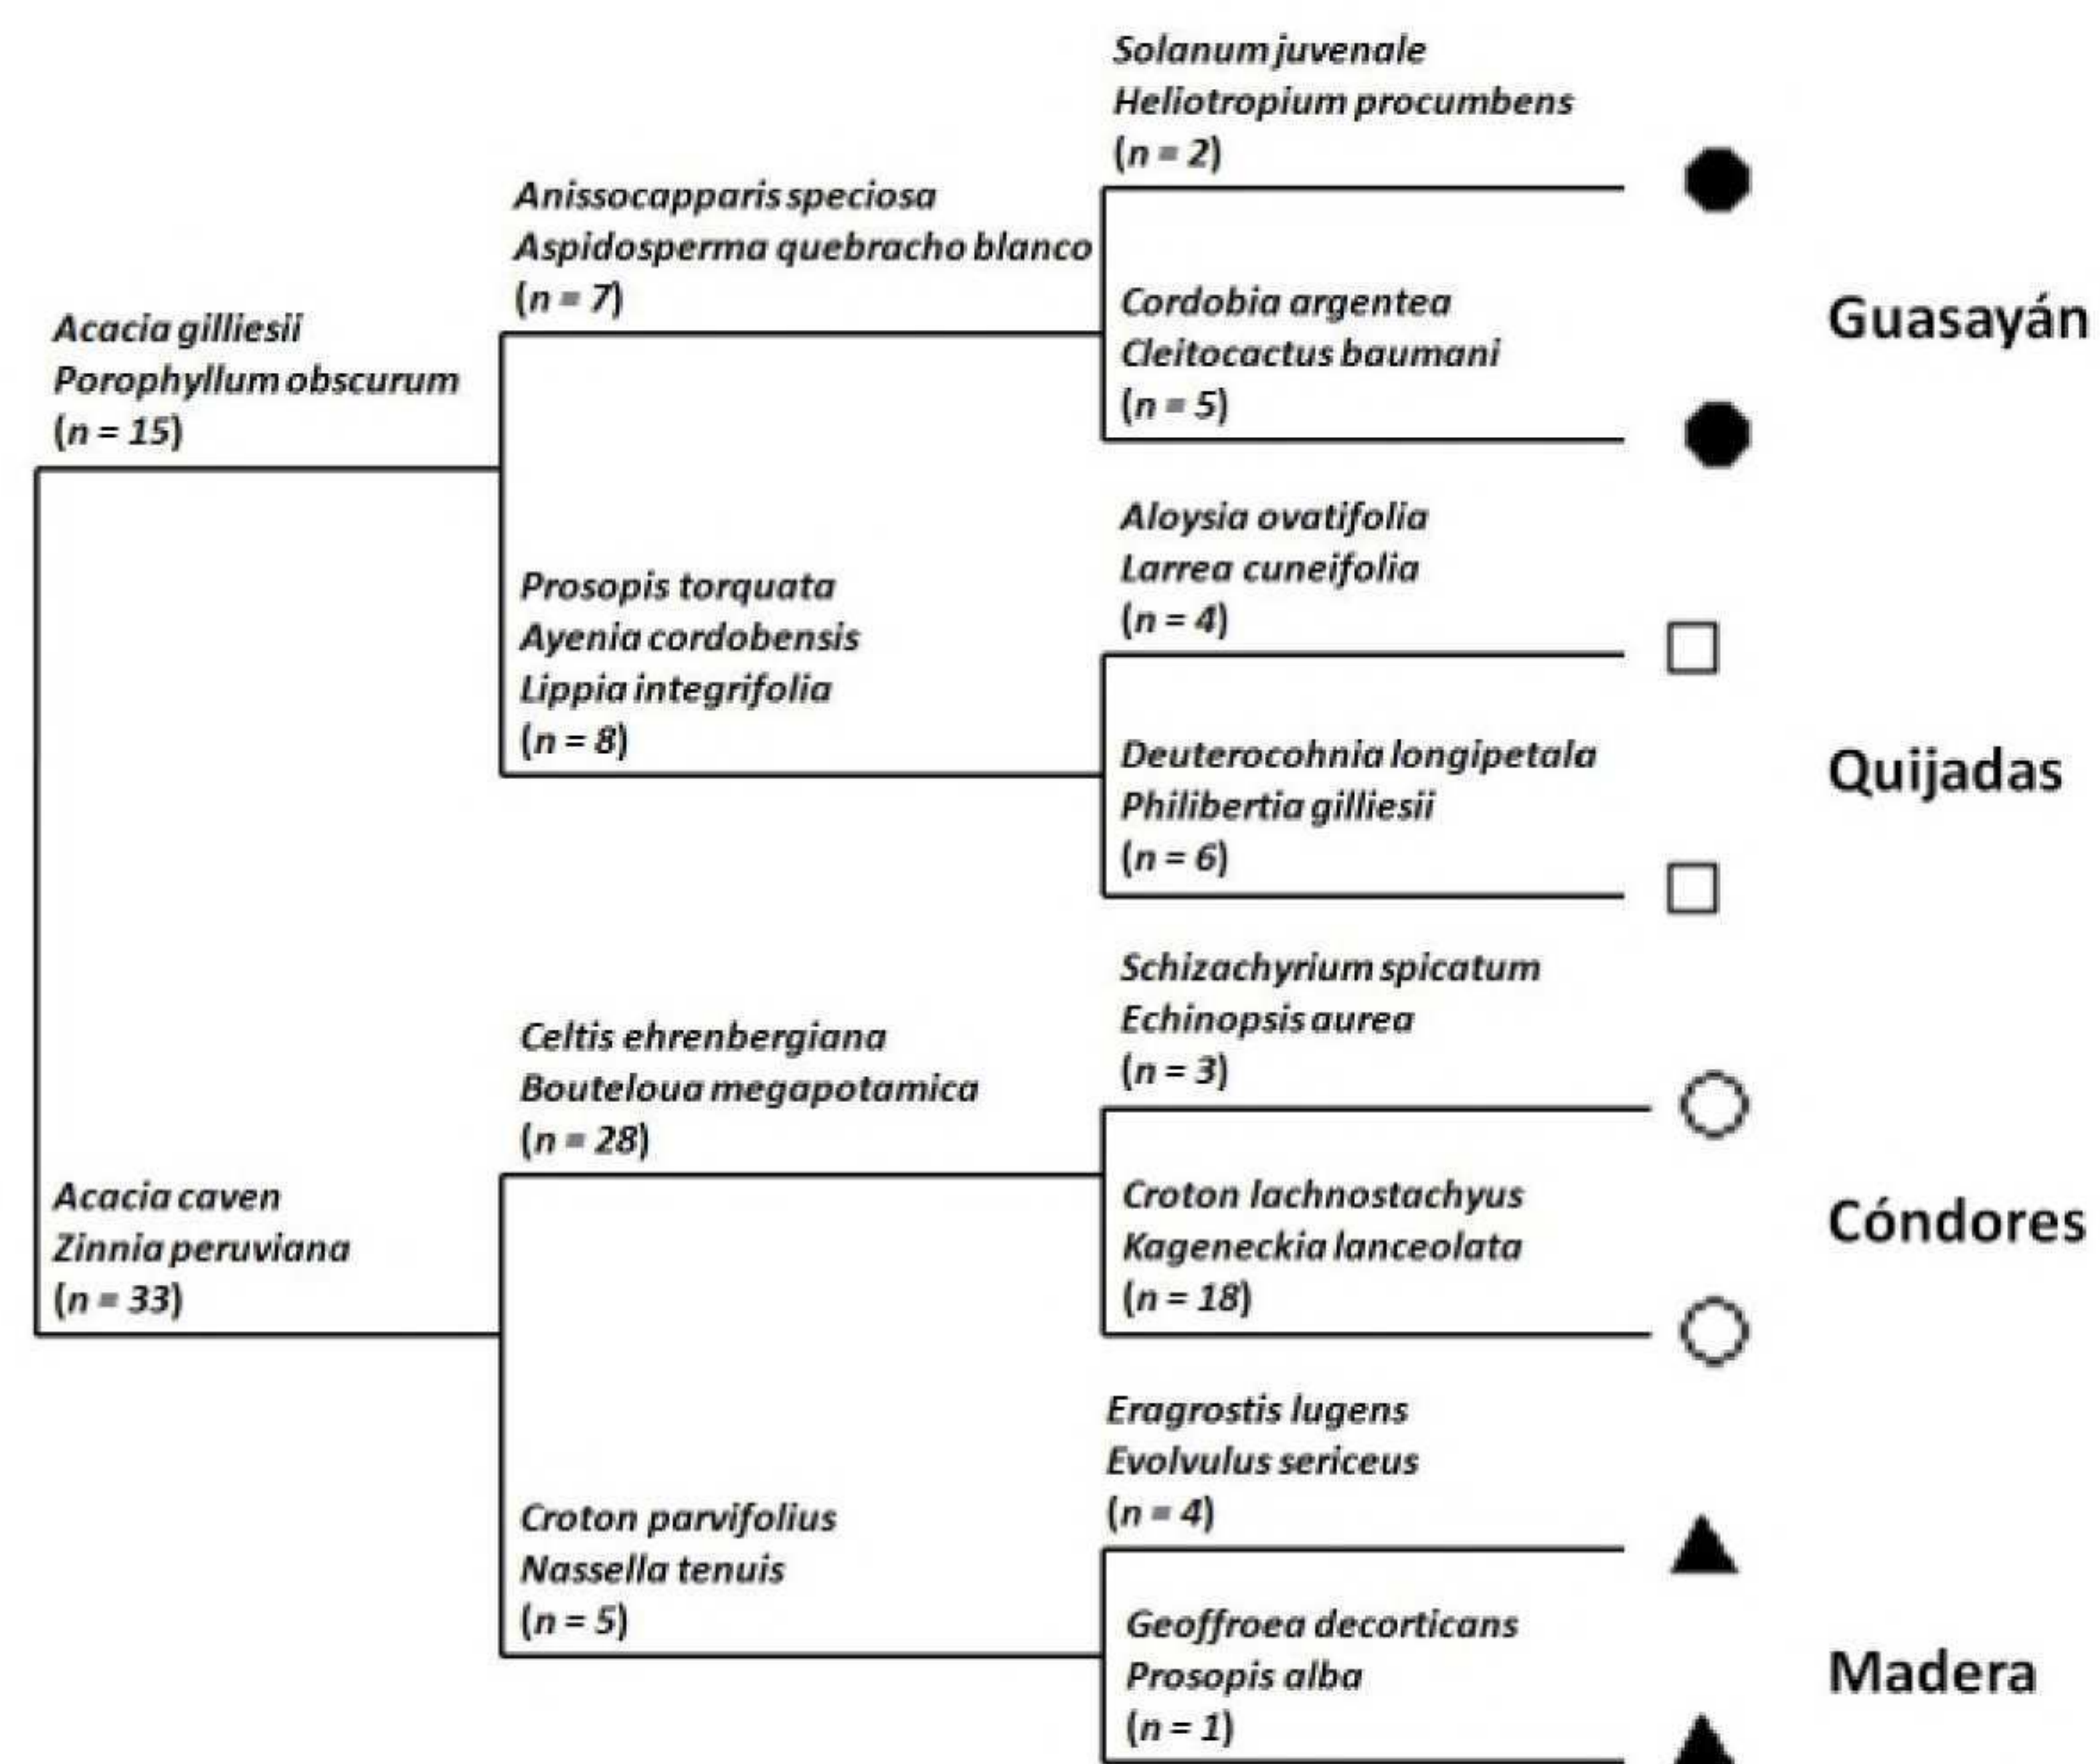 Solanum juvenale
Heliotropium procumbens
(n = 2)
Anissocapparis speciosa
Aspidosperma quebracho blanco
(n = 7)
Cordobia argentea
Cleitocactus baumani
(n = 5)
Guasayán
Acacia gilliesii
Porophyllum obscurum
(n = 15)
Aloysia ovatifolia
Larrea cuneifolia
(n = 4)
Prosopis torquata
Ayenia cordobensis
Lippia integrifolia
(n = 8)
Deuterocohnia longipetala
Philibertia gilliesii
(n = 6)
Quijadas
Schizachyrium spicatum
Echinopsis aurea
(n = 3)
Celtis ehrenbergiana
Bouteloua megapotamica
(n = 28)
Acacia caven
Zinnia peruviana
(n = 33)
Croton lachnostachyus
Kageneckia lanceolata
(n = 18)
Cóndores
Eragrostis lugens
Evolvulus sericeus
(n = 4)
Croton parvifolius
Nassella tenuis
(n = 5)
Geoffroea decorticans
Prosopis alba
(n = 1)
Madera